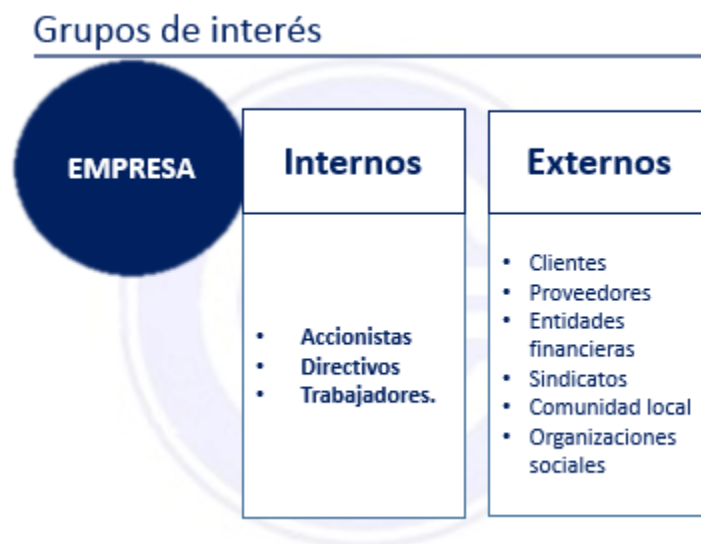 Grupos de interés
EMPRESA
Internos
• Accionistas
• Directivos
• Trabajadores.
Externos
• Clientes
• Proveedores
• Entidades
financieras
• Sindicatos
• Comunidad local
• Organizaciones
sociales